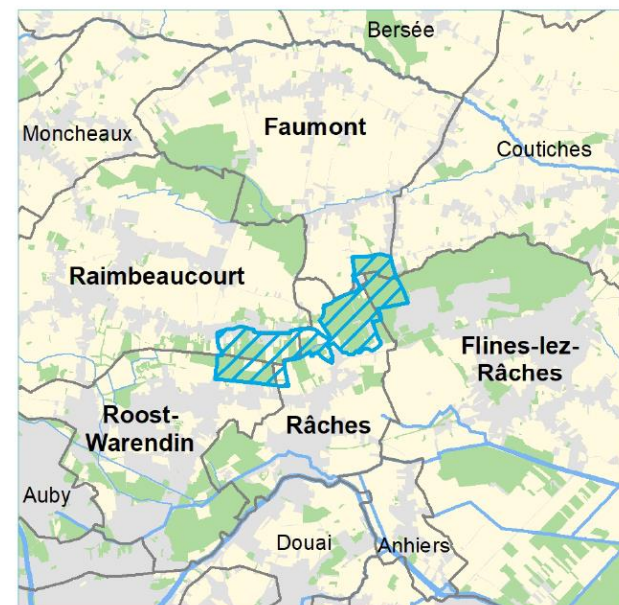 Bersée
Faumont
Moncheaux
Coutiches
Raimbeaucourt
Flines-lez-
Râches
Roost-
Warendin
Râches
Auby
Douai
Anhiers